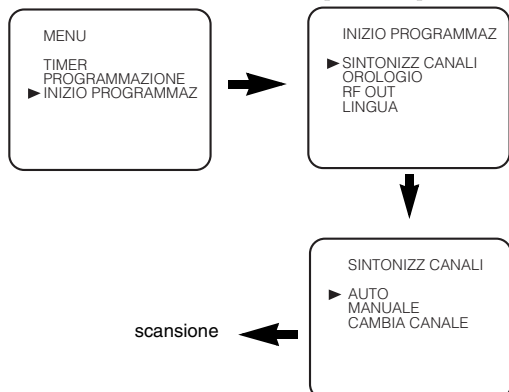 MENU
TIMER
PROGRAMMAZIONE
INIZIO PROGRAMMAZ
INIZIO PROGRAMMAZ
SINTONIZZ CANALI
OROLOGIO
RF OUT
LINGUA
SINTONIZZ CANALI
AUTO
MANUALE
CAMBIA CANALE
scansione